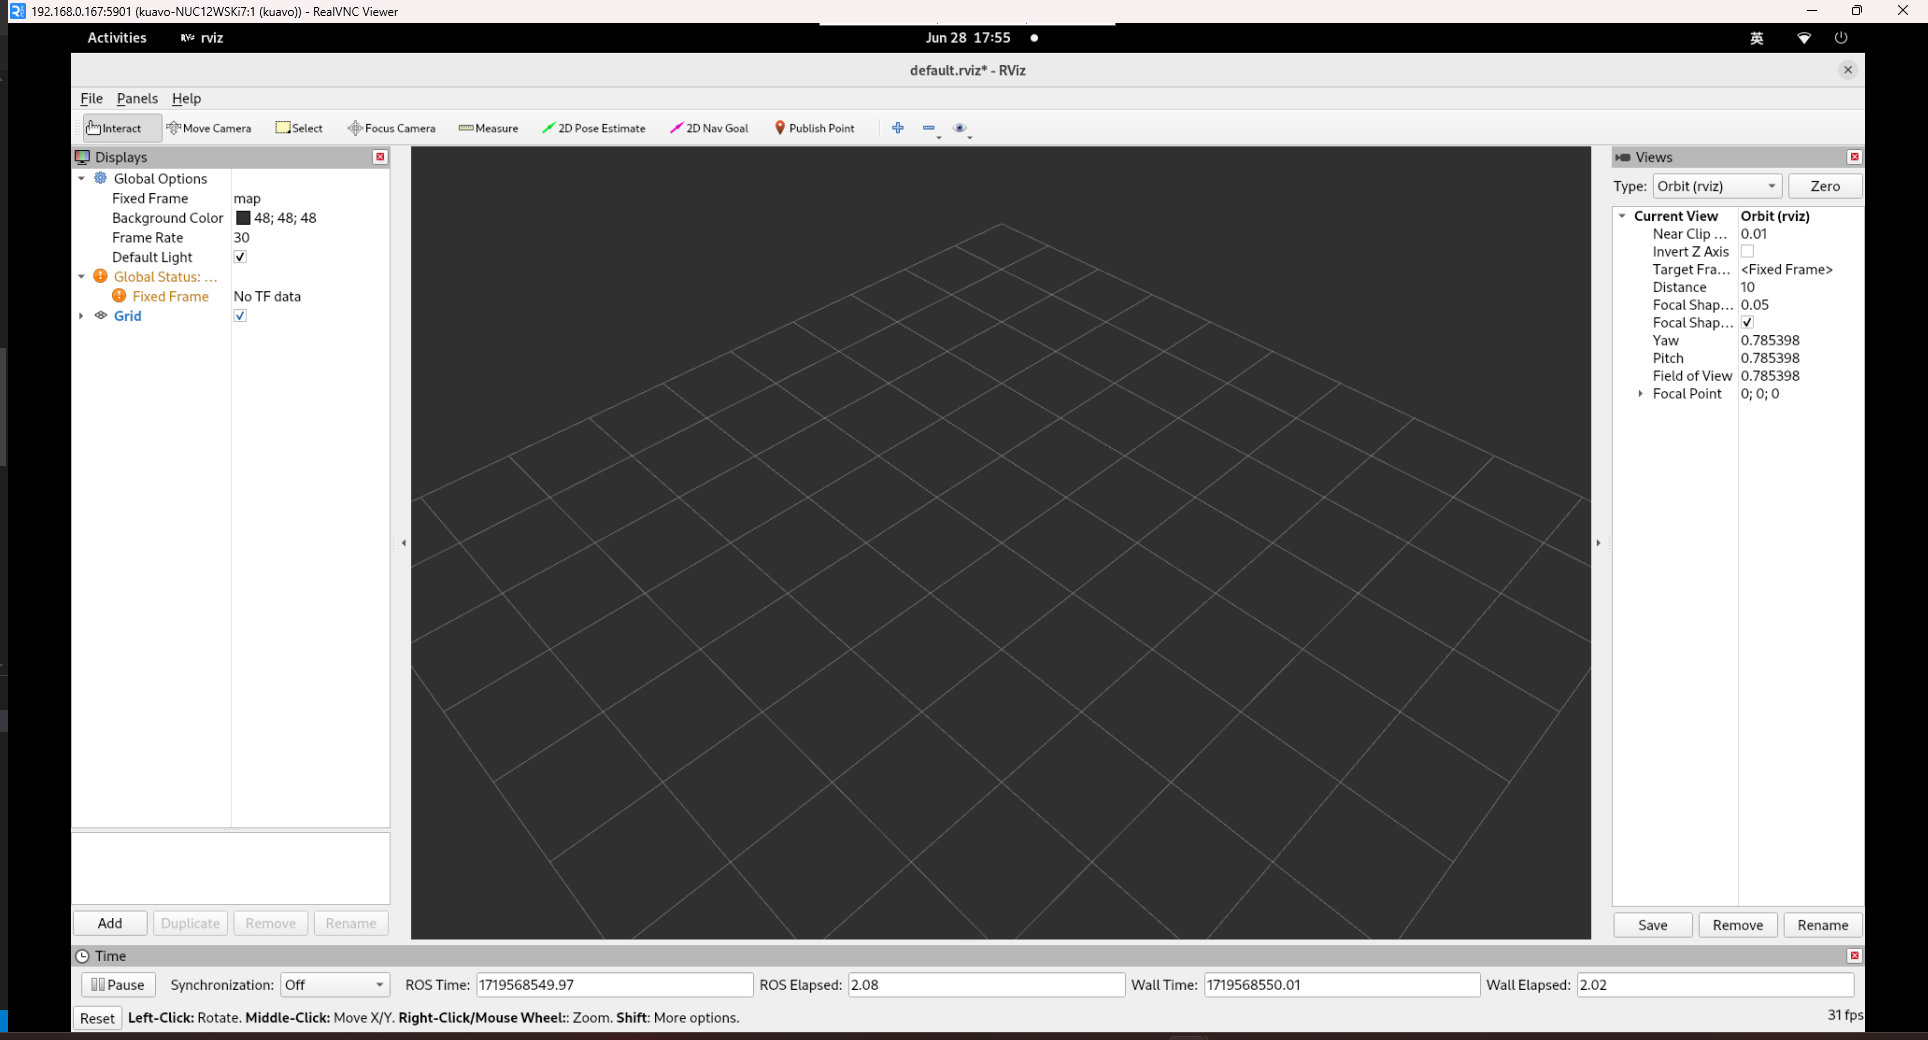 192.168.0.167:5901 (kuavo-NUC12WSKi7:1 (kuavo)) - RealVNC Viewer
Activities rviz Jun 28 17:55 英
default.rviz* - RViz
File Panels Help
Interact Move Camera Select Focus Camera Measure 2D Pose Estimate 2D Nav Goal Publish Point
Displays
Global Options
Fixed Frame map
Background Color 48; 48; 48
Frame Rate 30
Default Light
Global Status: ...
Fixed Frame No TF data
Grid
Add Duplicate Remove Rename
Views
Type: Orbit (rviz) Zero
Current View Orbit (rviz)
Near Clip ... 0.01
Invert Z Axis
Target Fra... <Fixed Frame>
Distance 10
Focal Shap... 0.05
Focal Shap...
Yaw 0.785398
Pitch 0.785398
Field of View 0.785398
Focal Point 0; 0; 0
Save Remove Rename
Time
Pause Synchronization: Off ROS Time: 1719568549.97 ROS Elapsed: 2.08 Wall Time: 1719568550.01 Wall Elapsed: 2.02
Reset Left-Click: Rotate. Middle-Click: Move X/Y. Right-Click/Mouse Wheel:: Zoom. Shift: More options. 31 fps